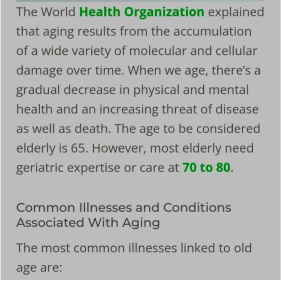 The World Health Organization explained
that aging results from the accumulation
of a wide variety of molecular and cellular
damage over time. When we age, there's a
gradual decrease in physical and mental
health and an increasing threat of disease
as well as death. The age to be considered
elderly is 65. However, most elderly need
geriatric expertise or care at 70 to 80.
Common Illnesses and Conditions
Associated With Aging
The most common illnesses linked to old
age are: